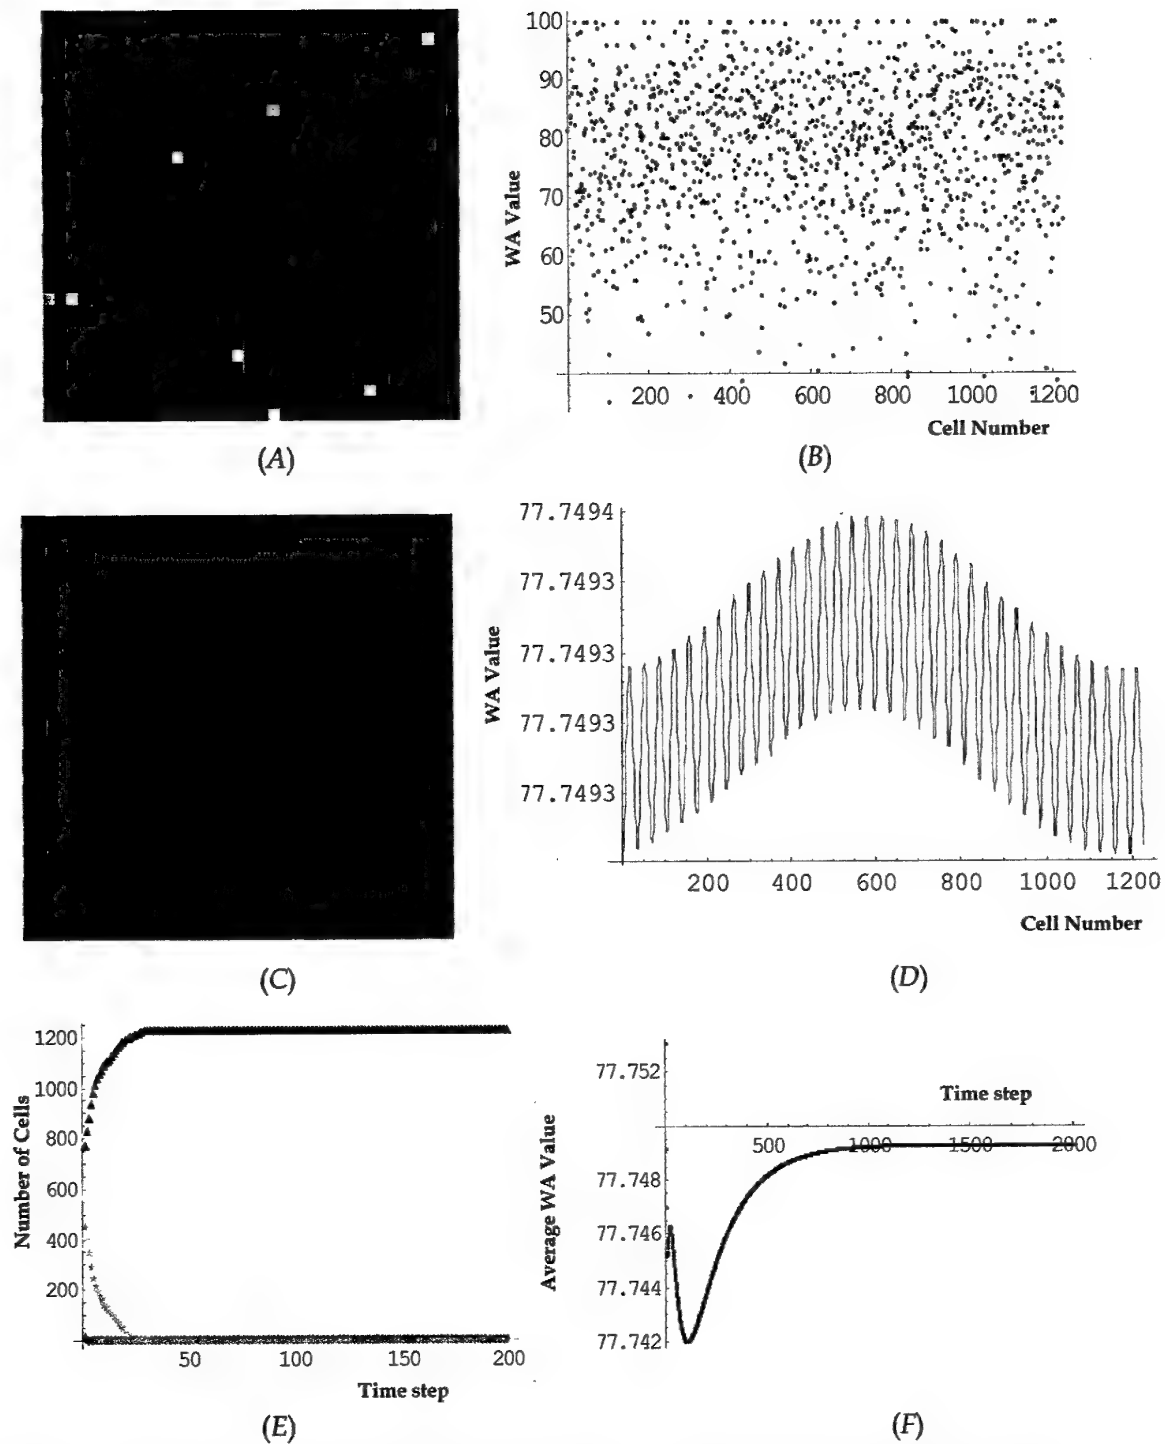 100
90
80
70
60
50
WA Value
200 400 600 800 1000 1200
Cell Number
(A)
(B)
77.7494
77.7493
77.7493
77.7493
77.7493
WA Value
200 400 600 800 1000 1200
Cell Number
(C)
(D)
1200
1000
800
600
400
200
Number of Cells
50 100 150 200
Time step
(E)
77.752
77.748
77.746
77.744
77.742
Average WA Value
Time step
500 1000 1500 2000
(F)